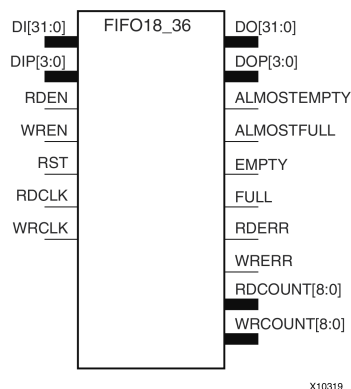 FIFO18_36
DI[31:0]
DIP[3:0]
RDEN
WREN
RST
RDCLK
WRCLK
DO[31:0]
DOP[3:0]
ALMOSTEMPTY
ALMOSTFULL
EMPTY
FULL
RDERR
WRERR
RDCOUNT[8:0]
WRCOUNT[8:0]
X10319